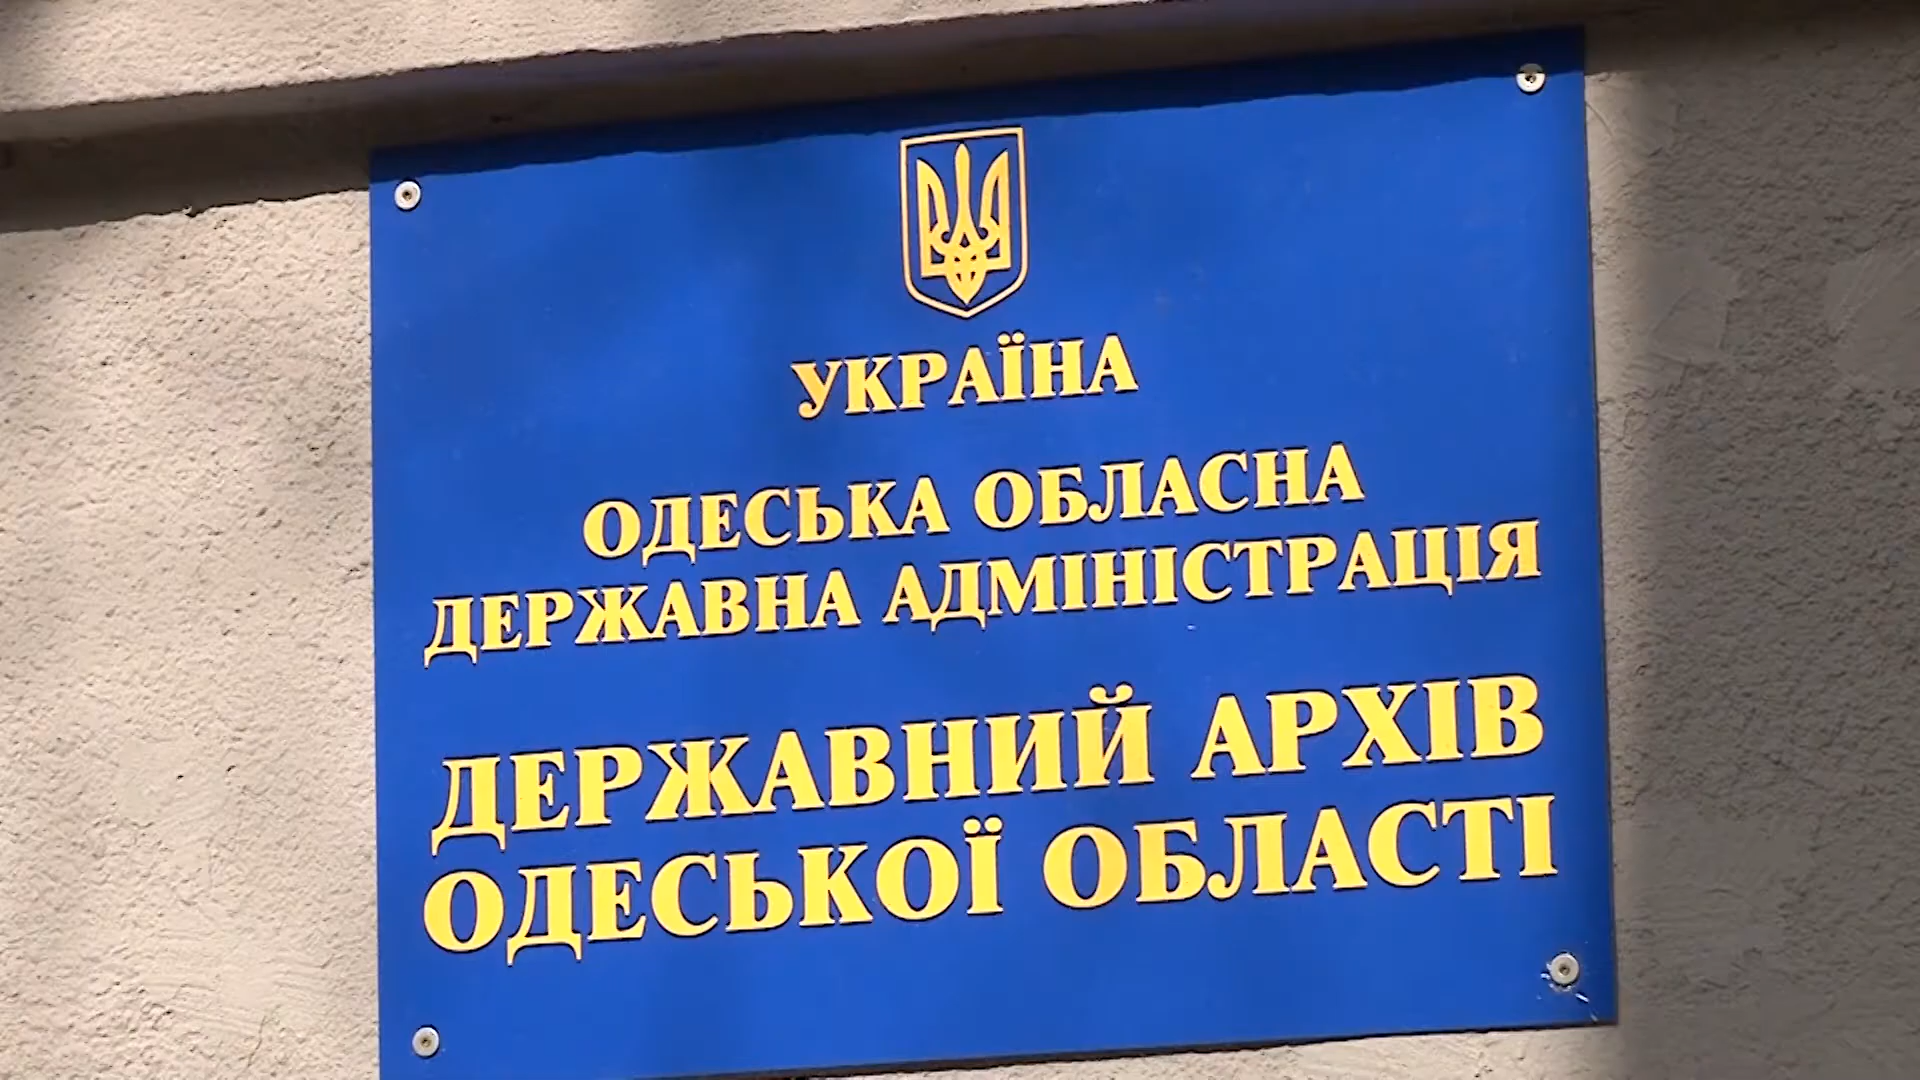 УКРАЇНА
ОДЕСЬКА ОБЛАСНА
ДЕРЖАВНА АДМІНІСТРАЦІЯ
ДЕРЖАВНИЙ АРХІВ
ОДЕСЬКОЇ ОБЛАСТІ